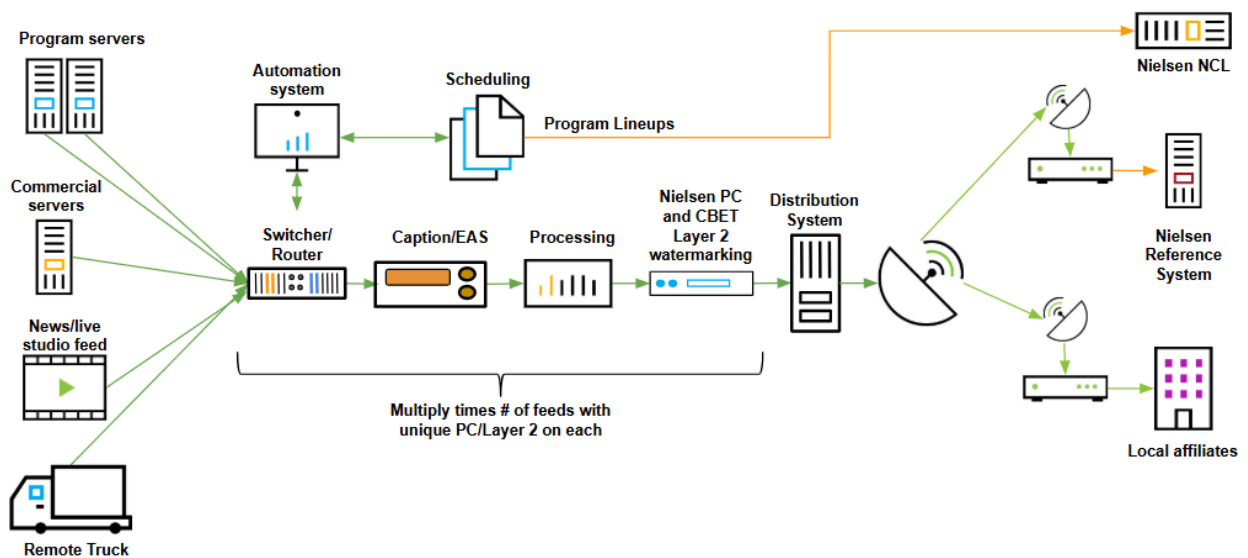 Program servers
Automation
system
Scheduling
Nielsen NCL
Program Lineups
Commercial
servers
Switcher/
Router
Caption/EAS
Processing
Nielsen PC
and CBET
Layer 2
watermarking
Distribution
System
Nielsen
Reference
System
News/live
studio feed
Multiply times # of feeds with
unique PC/Layer 2 on each
Local affiliates
Remote Truck